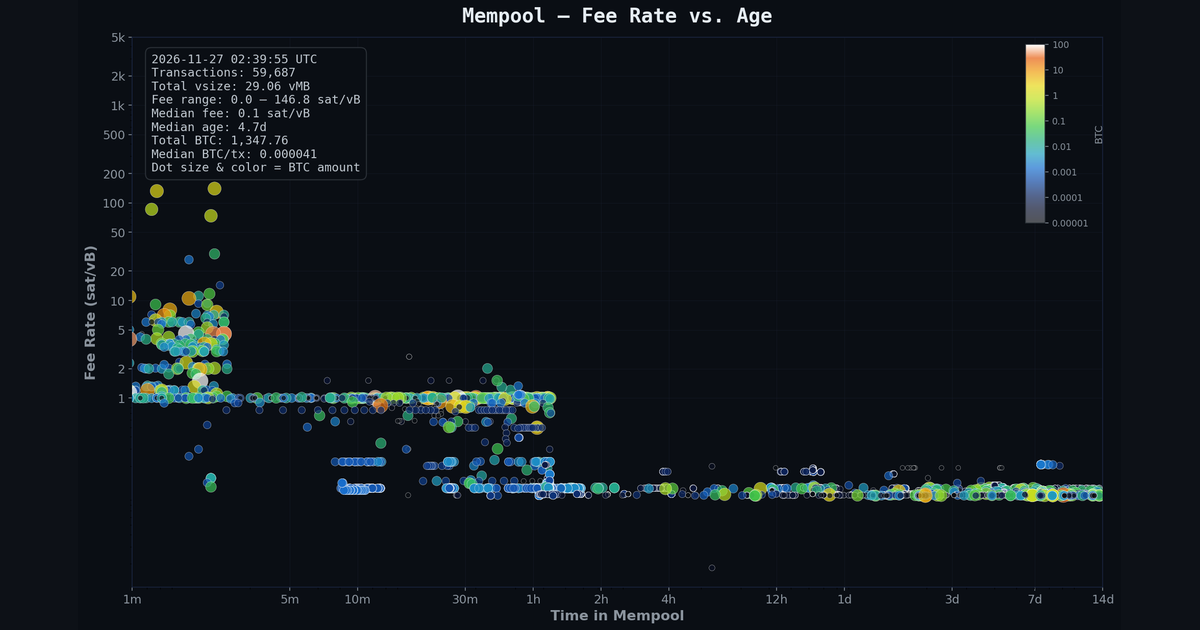 Mempool — Fee Rate vs. Age
2026-11-27 02:39:55 UTC
Transactions: 59,687
Total vsize: 29.06 vMB
Fee range: 0.0 – 146.8 sat/vB
Median fee: 0.1 sat/vB
Median age: 4.7d
Total BTC: 1,347.76
Median BTC/tx: 0.000041
Dot size & color = BTC amount
5k
2k
1k
500
200
100
50
20
10
5
2
1
Fee Rate (sat/vB)
100
10
1
0.1
0.01
0.001
0.0001
0.00001
BTC
1m
5m
10m
30m
1h
2h
4h
12h
1d
3d
7d
14d
Time in Mempool